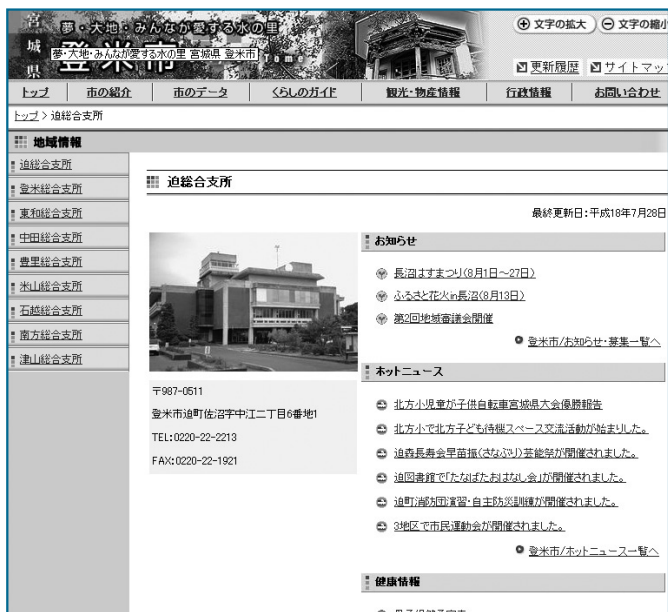 宮城県
夢・大地・みんなが愛する水の里
登米市
Tome
夢・大地・みんなが愛する水の里 宮城県 登米市
文字の拡大
文字の縮小
更新履歴
サイトマッ
トップ
市の紹介
市のデータ
くらしのガイド
観光・物産情報
行政情報
お問い合わせ
トップ > 迫総合支所
地域情報
迫総合支所
登米総合支所
東和総合支所
中田総合支所
豊里総合支所
米山総合支所
石越総合支所
南方総合支所
津山総合支所
迫総合支所
最終更新日:平成18年7月28日
〒987-0511
登米市迫町佐沼字中江二丁目6番地1
TEL:0220-22-2213
FAX:0220-22-1921
お知らせ
長沼はすまつり(8月1日～27日)
ふるさと花火in長沼(8月13日)
第2回地域審議会開催
登米市/お知らせ・募集一覧へ
ホットニュース
北方小児童が子供自転車宮城県大会優勝報告
北方小で北方子ども待機スペース交流活動が始まりした。
迫森長寿会早苗振(さなぶり)芸能祭が開催されました。
迫図書館で「たなばたおはなし会」が開催されました。
迫町消防団演習・自主防災訓練が開催されました。
3地区で市民運動会が開催されました。
登米市/ホットニュース一覧へ
健康情報